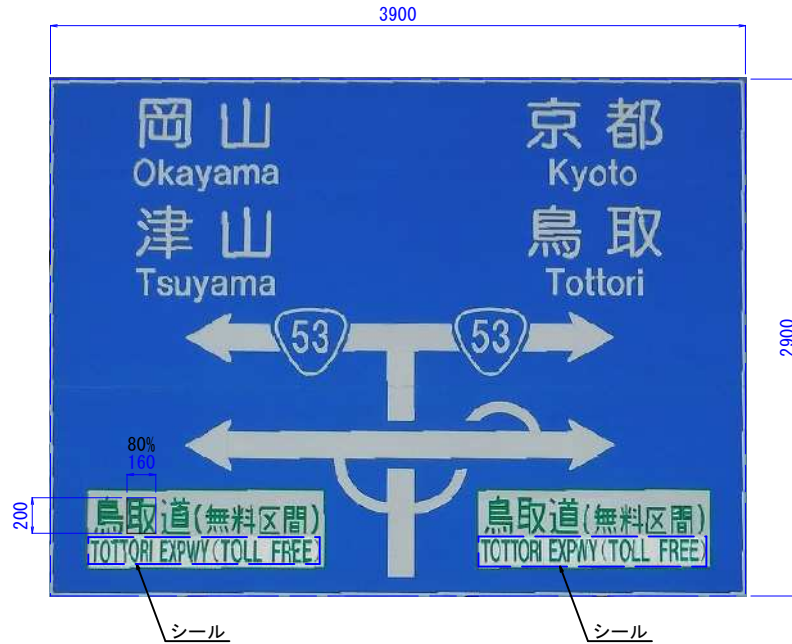 3900
岡山
Okayama
京都
Kyoto
津山
Tsuyama
鳥取
Tottori
2900
53
53
80%
160
200
鳥取道(無料区間)
TOTTORI EXPWY(TOLL FREE)
鳥取道(無料区間)
TOTTORI EXPWY(TOLL FREE)
シール
シール